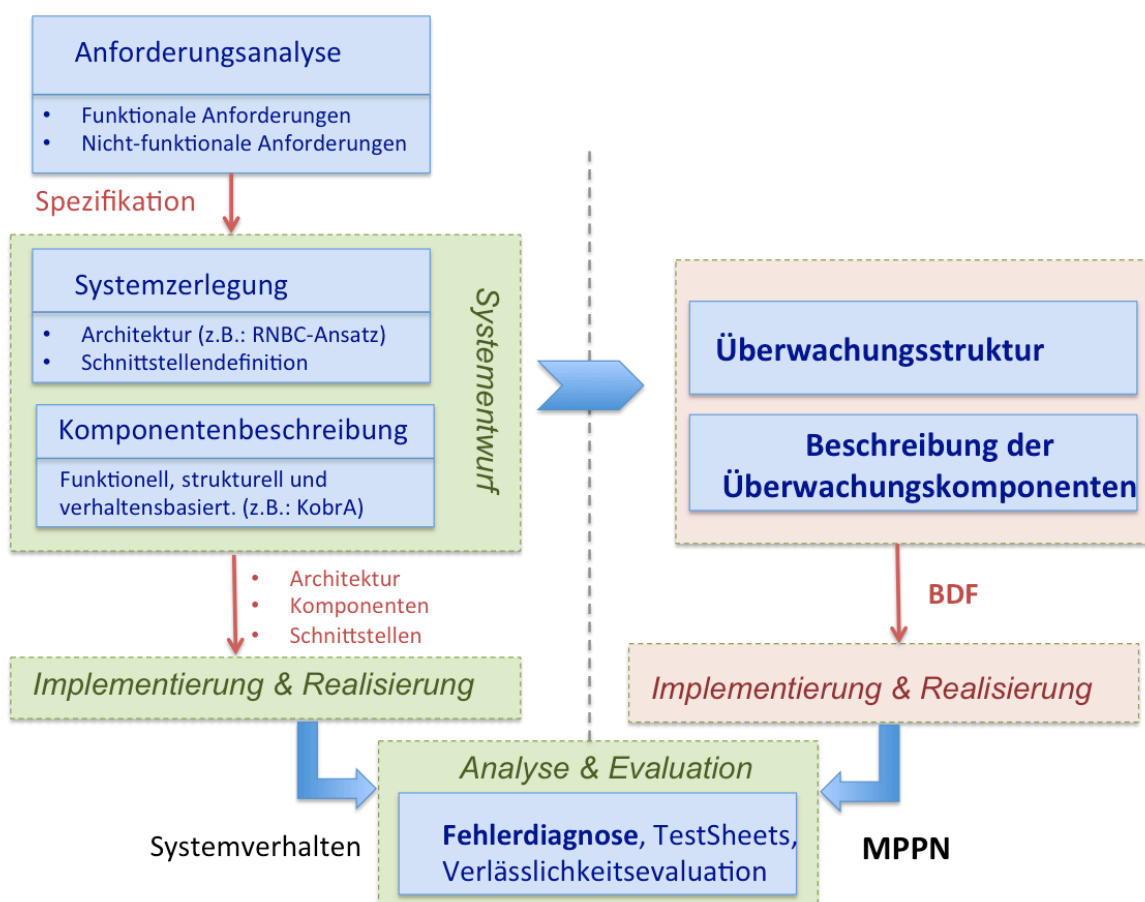 Anforderungsanalyse
• Funktionale Anforderungen
• Nicht-funktionale Anforderungen
Spezifikation
Systemzerlegung
• Architektur (z.B.: RNBC-Ansatz)
• Schnittstellendefinition
Komponentenbeschreibung
Funktionell, strukturell und
verhaltensbasiert. (z.B.: KobrA)
Systementwurf
• Architektur
• Komponenten
• Schnittstellen
Implementierung & Realisierung
Überwachungsstruktur
Beschreibung der
Überwachungskomponenten
BDF
Implementierung & Realisierung
Analyse & Evaluation
Fehlerdiagnose, TestSheets,
Verlässlichkeitsevaluation
Systemverhalten
MPPN